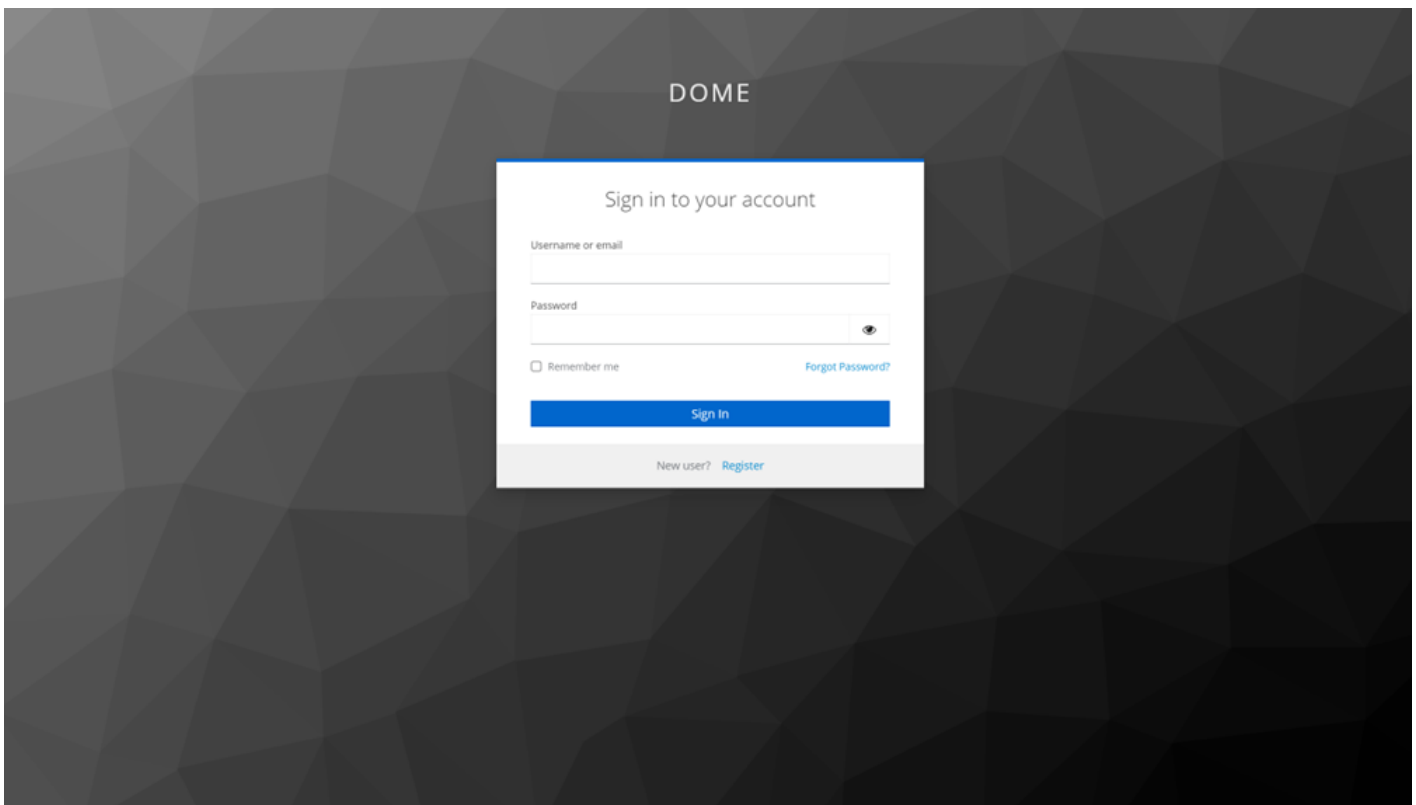 DOME
Sign in to your account
Username or email
Password
Remember me Forgot Password?
Sign In
New user? Register